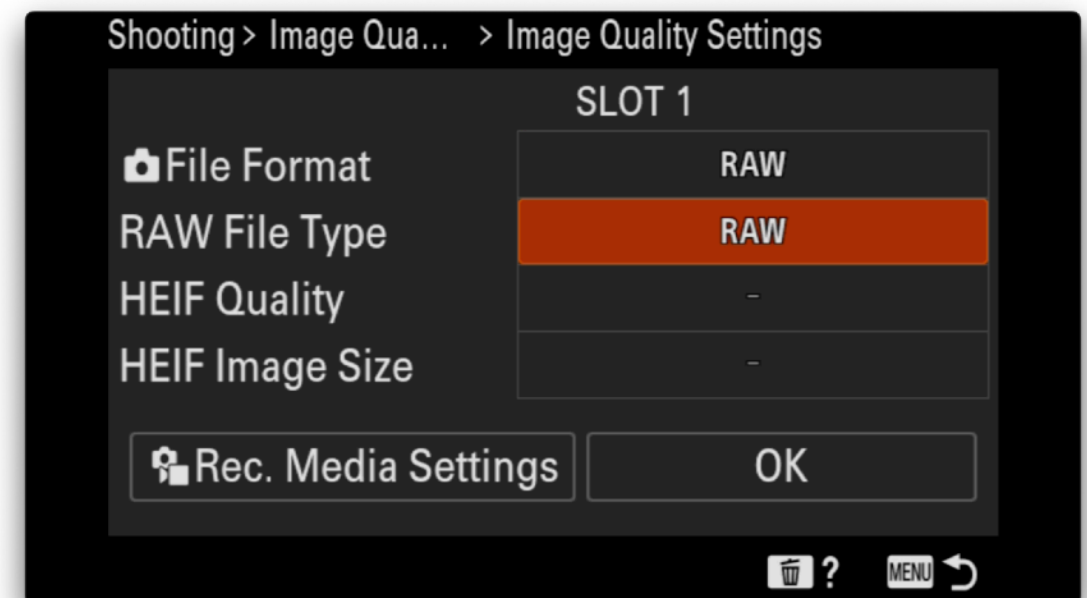 Shooting > Image Qua... > Image Quality Settings
SLOT 1
File Format RAW
RAW File Type RAW
HEIF Quality -
HEIF Image Size -
Rec. Media Settings OK
? MENU